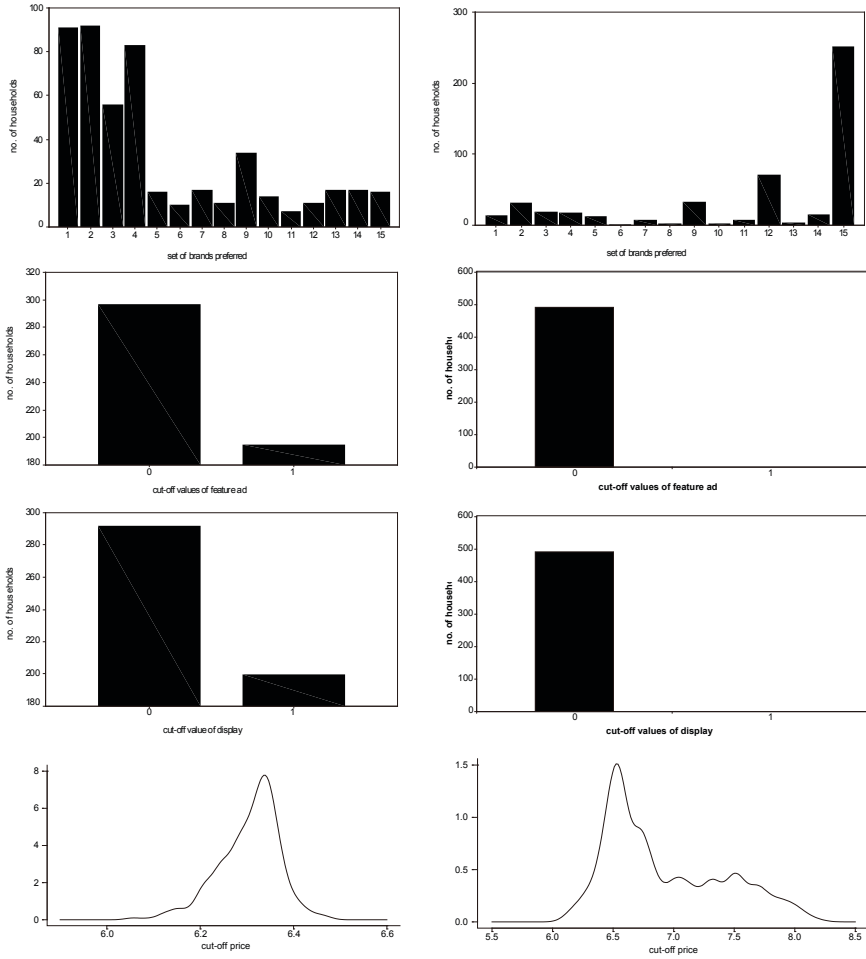 100
80
60
40
20
0
no. of households
1 2 3 4 5 6 7 8 9 10 11 12 13 14 15
set of brands preferred
300
200
100
0
no. of households
1 2 3 4 5 6 7 8 9 10 11 12 13 14 15
set of brands preferred
320
300
280
260
240
220
200
180
no. of households
0 1
cut-off values of feature ad
600
500
400
300
200
100
0
no. of househ
0 1
cut-off values of feature ad
300
280
260
240
220
200
180
no. of households
0 1
cut-off value of display
600
500
400
300
200
100
0
no. of househ
0 1
cut-off values of display
8
6
4
2
0
6.0 6.2 6.4 6.6
cut-off price
1.5
1.0
0.5
0.0
5.5 6.0 6.5 7.0 7.5 8.0 8.5
cut-off price